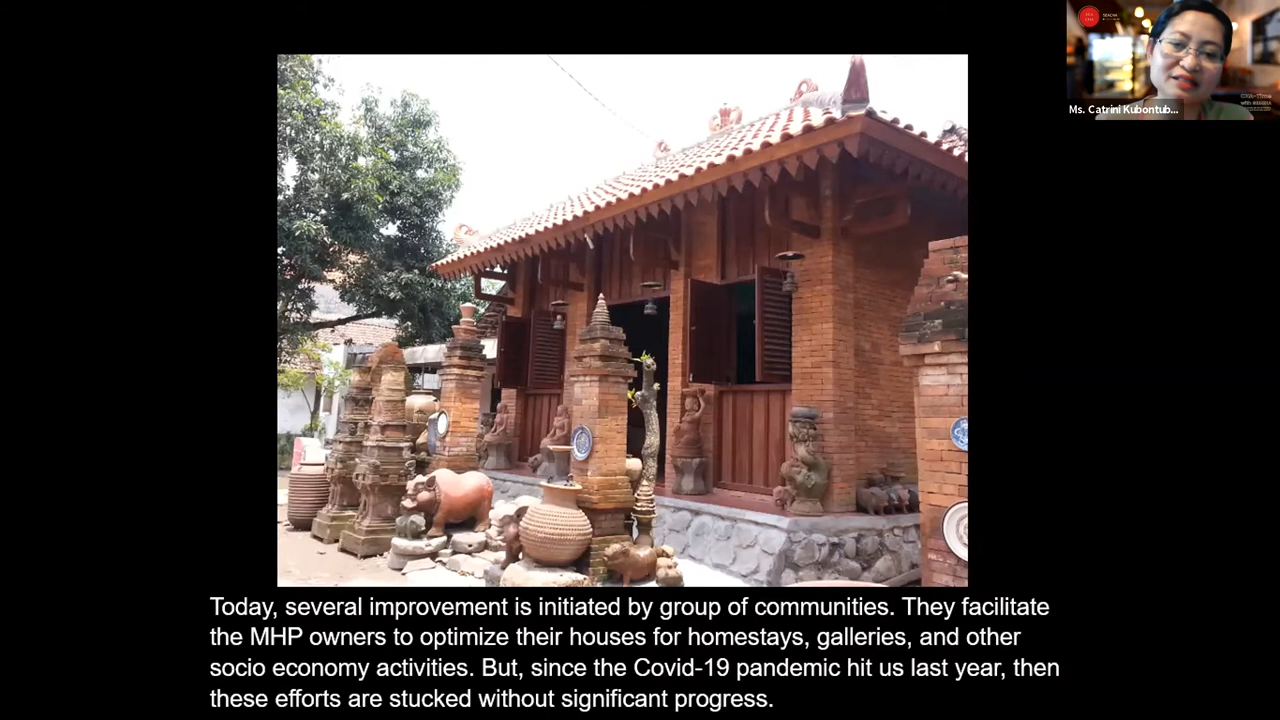 Ms. Catrini Kubontub...
Today, several improvement is initiated by group of communities. They facilitate
the MHP owners to optimize their houses for homestays, galleries, and other
socio economy activities. But, since the Covid-19 pandemic hit us last year, then
these efforts are stucked without significant progress.